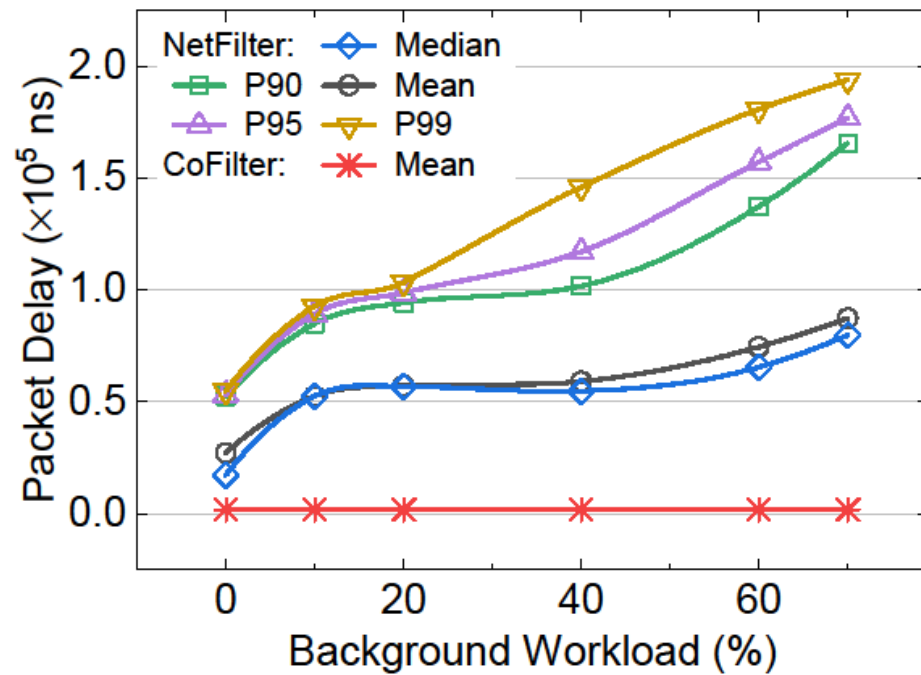 NetFilter: Median
P90 Mean
P95 P99
CoFilter: Mean
Packet Delay (×10⁵ ns)
2.0
1.5
1.0
0.5
0.0
0 20 40 60
Background Workload (%)